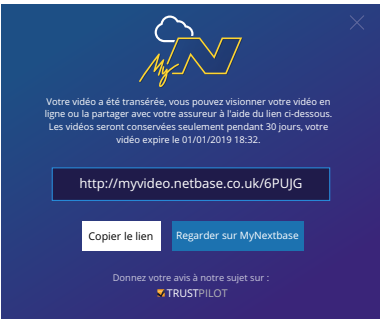 My N
Votre vidéo a été transérée, vous pouvez visionner votre vidéo en
ligne ou la partager avec votre assureur à l'aide du lien ci-dessous.
Les vidéos seront conservées seulement pendant 30 jours, votre
vidéo expire le 01/01/2019 18:32.
http://myvideo.netbase.co.uk/6PUJG
Copier le lien
Regarder sur MyNextbase
Donnez votre avis à notre sujet sur :
TRUSTPILOT